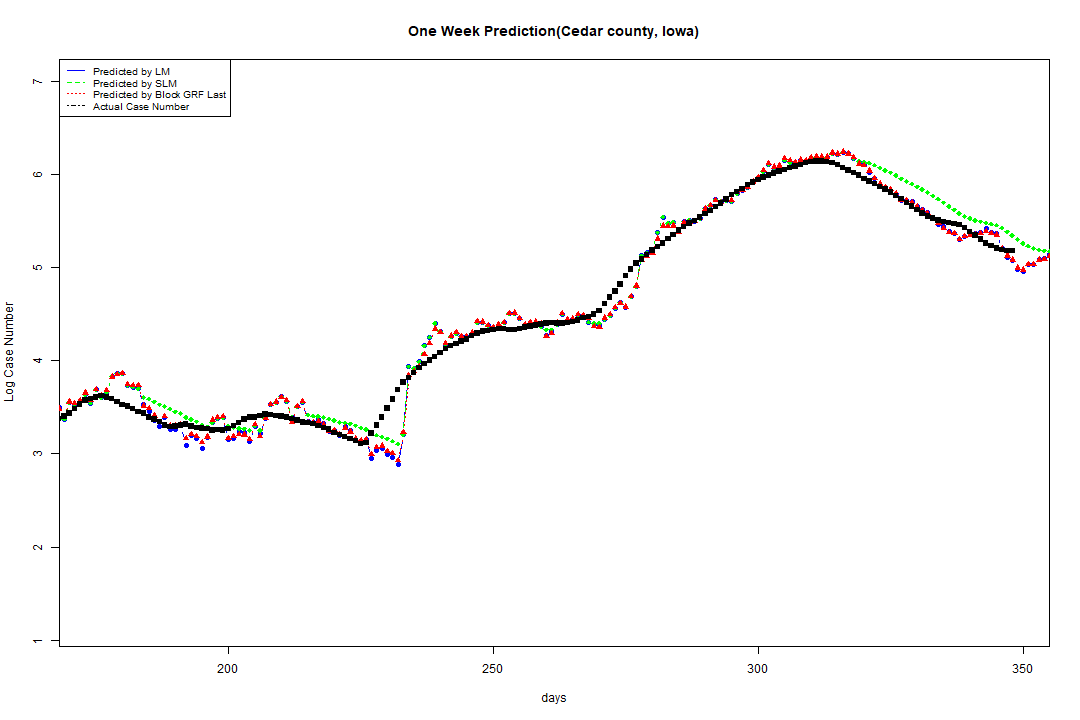 One Week Prediction(Cedar county, Iowa)
Predicted by LM
Predicted by SLM
Predicted by Block GRF Last
Actual Case Number
7
6
5
4
3
2
1
Log Case Number
200 250 300 350
days